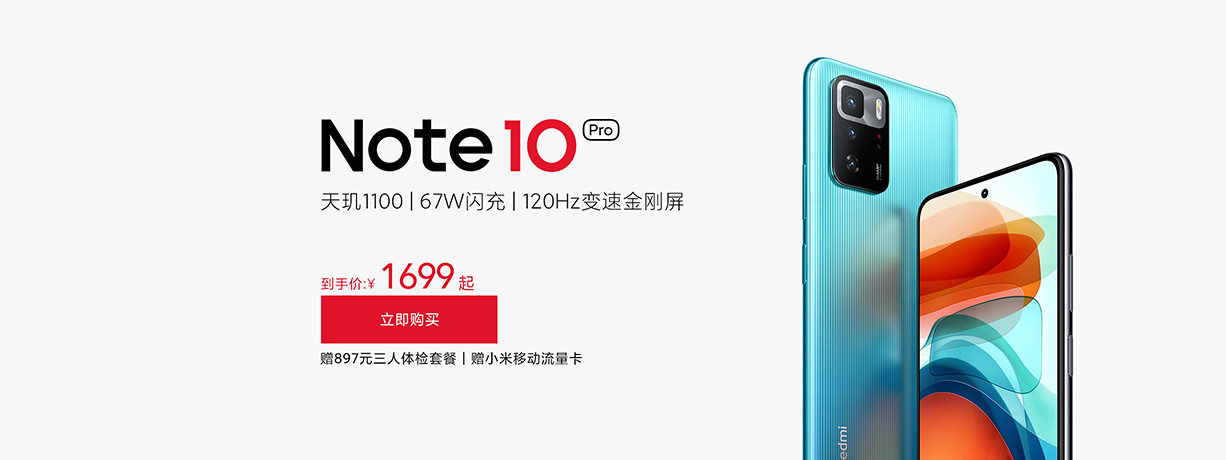 Note 10 Pro
天玑1100 | 67W闪充 | 120Hz变速金刚屏
到手价:¥ 1699 起
立即购买
赠897元三人体检套餐 | 赠小米移动流量卡
edmi